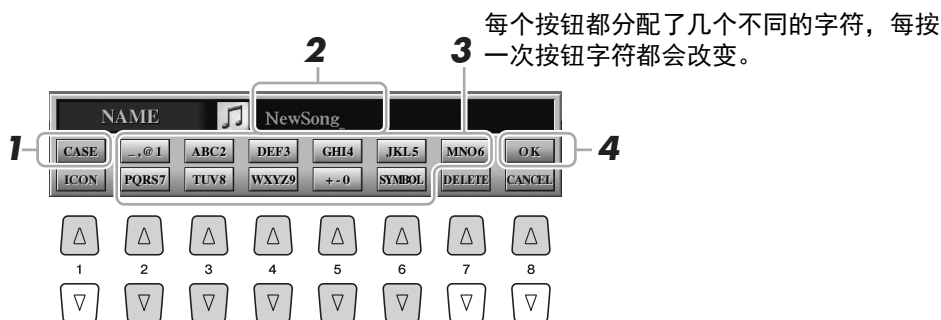 每个按钮都分配了几个不同的字符，每按
一次按钮字符都会改变。
2
3
NAME NewSong_
1
CASE _,@1 ABC2 DEF3 GHI4 JKL5 MNO6 OK
4
ICON PQRS7 TUV8 WXYZ9 +-0 SYMBOL DELETE CANCEL
1 2 3 4 5 6 7 8